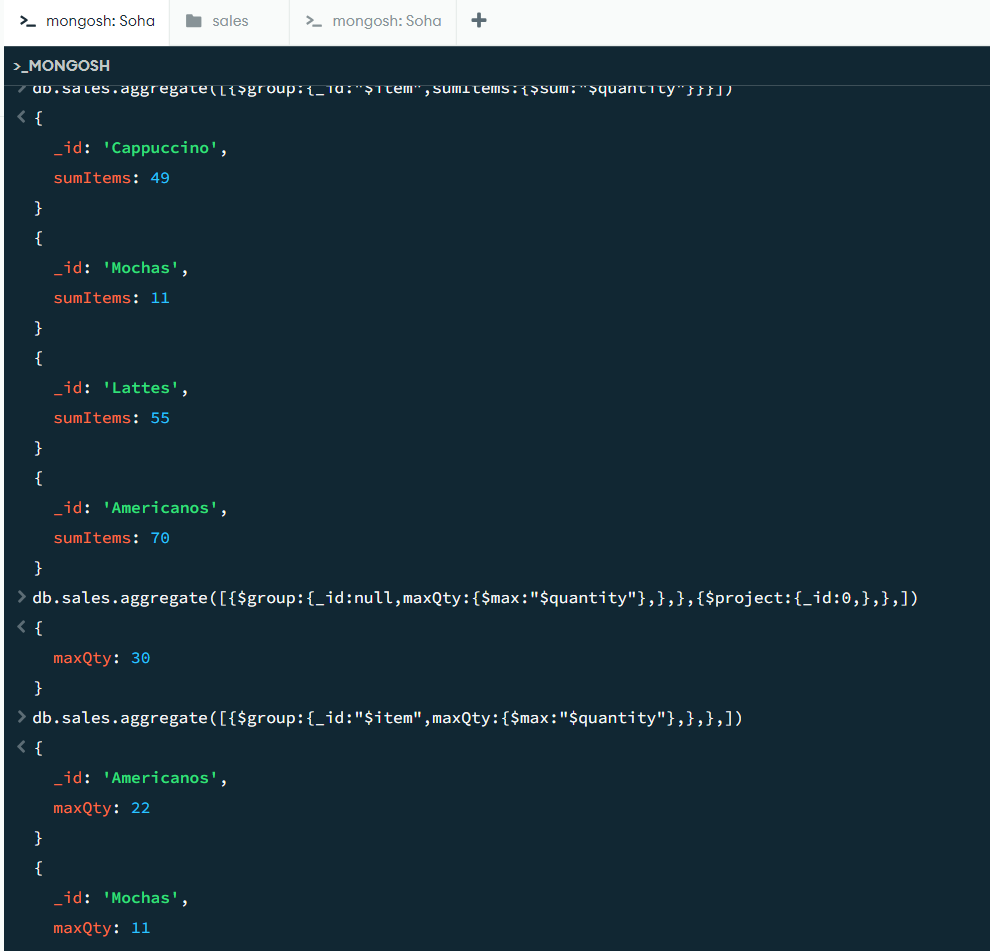 >_ mongosh: Soha
sales
>_ mongosh: Soha
>_MONGOSH
> db.sales.aggregate([{$group:{_id:"$item",sumItems:{$sum:"$quantity"}}}])
< {
_id: 'Cappuccino',
sumItems: 49
}
{
_id: 'Mochas',
sumItems: 11
}
{
_id: 'Lattes',
sumItems: 55
}
{
_id: 'Americanos',
sumItems: 70
}
> db.sales.aggregate([{$group:{_id:null,maxQty:{$max:"$quantity"},},},{$project:{_id:0,},},])
< {
maxQty: 30
}
> db.sales.aggregate([{$group:{_id:"$item",maxQty:{$max:"$quantity"},},},])
< {
_id: 'Americanos',
maxQty: 22
}
{
_id: 'Mochas',
maxQty: 11